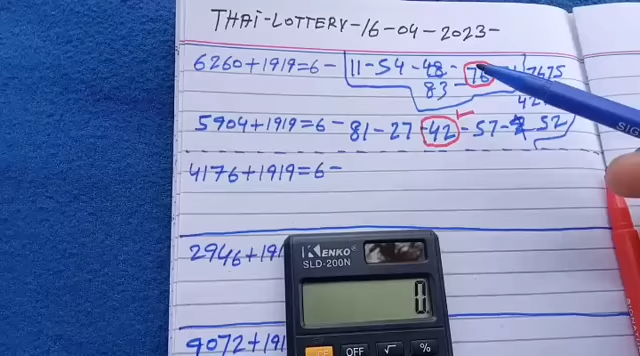 THAI-LOTTERY-16-04-2023-
6260+1919=6- 11-54-48- 76 7675
83
5904+1919=6- 81-27-42-57- 52
4176+1919=6-
2946+191
KENKO
SLD-200N
0
CE OFF √ %
9072+191